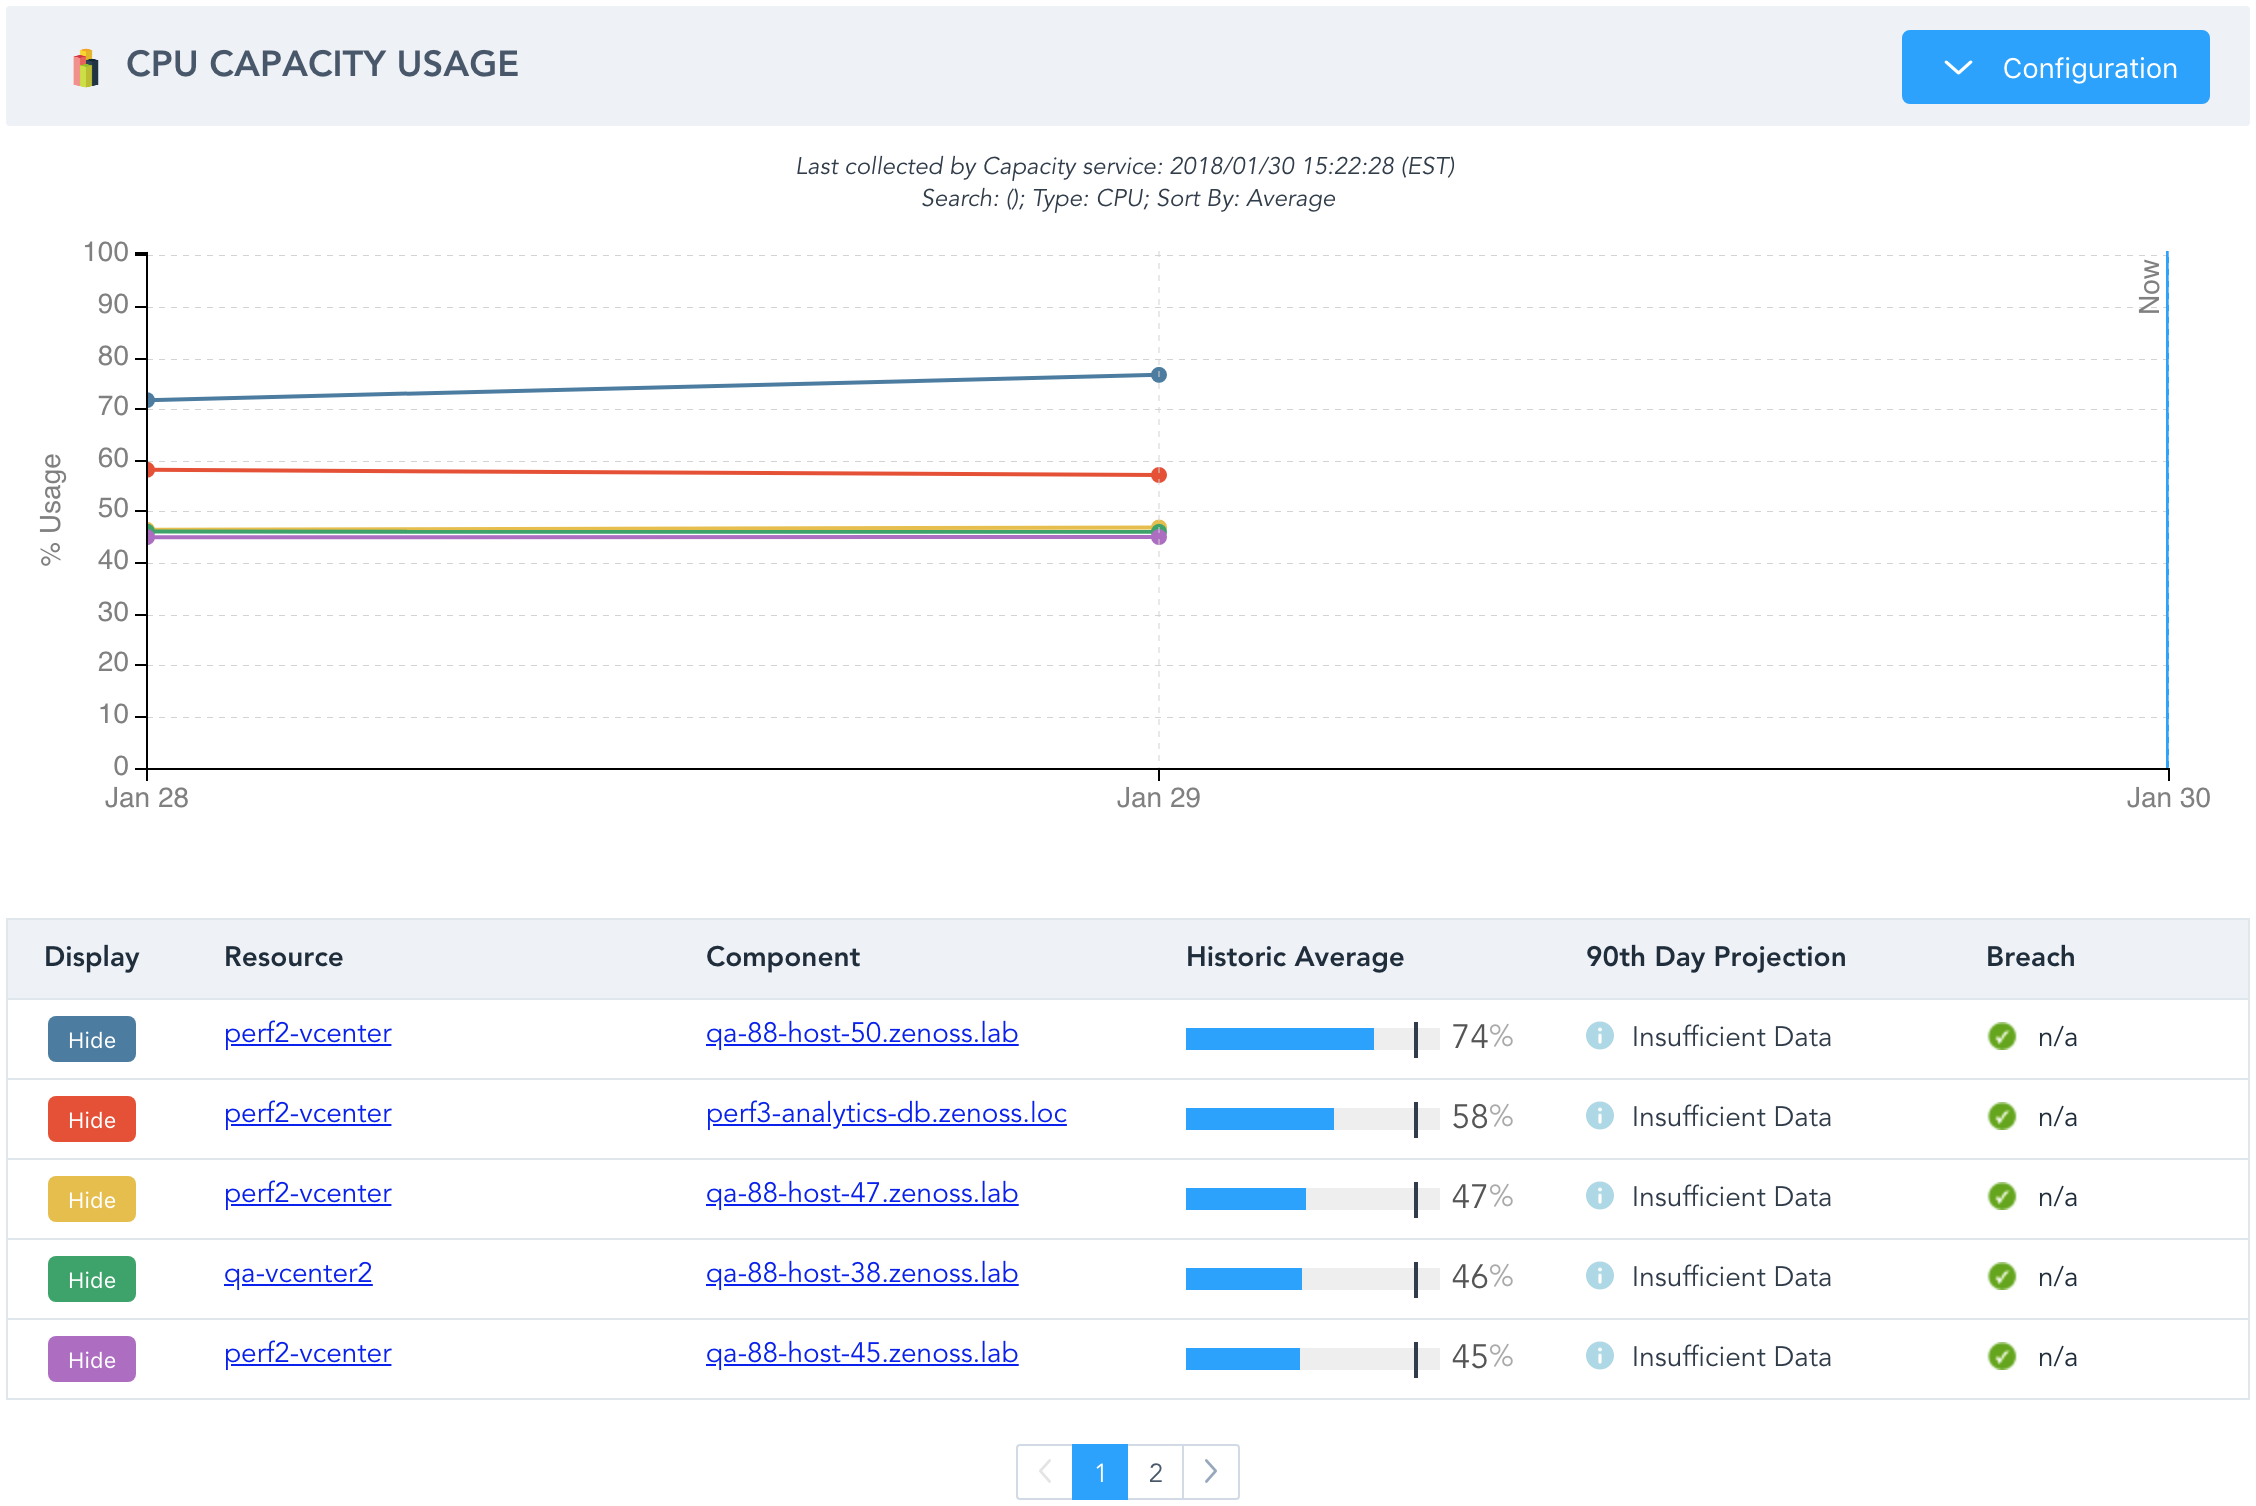 CPU CAPACITY USAGE
Configuration
Last collected by Capacity service: 2018/01/30 15:22:28 (EST)
Search: (); Type: CPU; Sort By: Average
100
90
80
70
60
50
40
30
20
10
0
% Usage
Now
Jan 28 Jan 29 Jan 30
Display Resource Component Historic Average 90th Day Projection Breach
Hide perf2-vcenter qa-88-host-50.zenoss.lab 74% Insufficient Data n/a
Hide perf2-vcenter perf3-analytics-db.zenoss.loc 58% Insufficient Data n/a
Hide perf2-vcenter qa-88-host-47.zenoss.lab 47% Insufficient Data n/a
Hide qa-vcenter2 qa-88-host-38.zenoss.lab 46% Insufficient Data n/a
Hide perf2-vcenter qa-88-host-45.zenoss.lab 45% Insufficient Data n/a
1 2